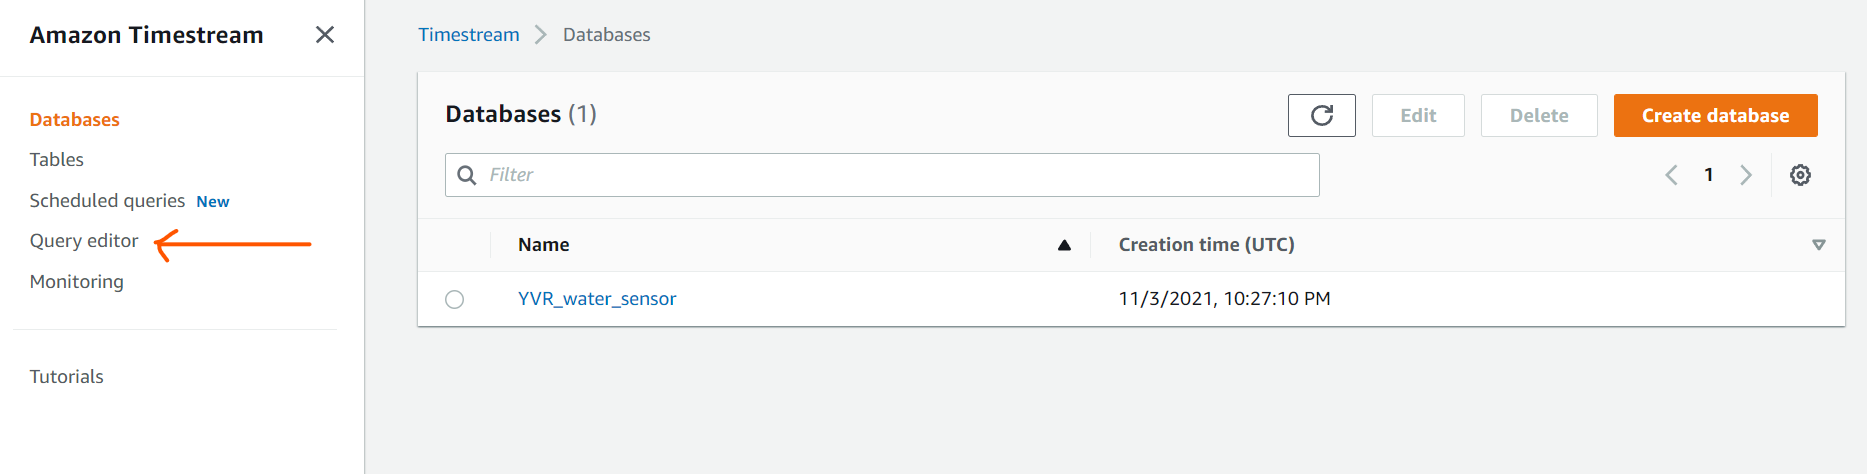 Amazon Timestream
Databases
Tables
Scheduled queries New
Query editor
Monitoring
Tutorials
Timestream Databases
Databases (1)
Edit
Delete
Create database
Filter
1
Name Creation time (UTC)
YVR_water_sensor 11/3/2021, 10:27:10 PM